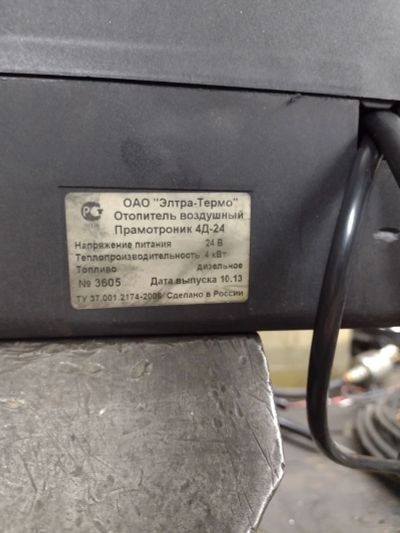 ОАО "Элтра-Термо"
Отопитель воздушный
Прамотроник 4Д-24
Напряжение питания 24 В
Теплопроизводительность 4 кВт
Топливо дизельное
№ 3605 Дата выпуска 10.13
ТУ 37.001.2174-2006 Сделано в России